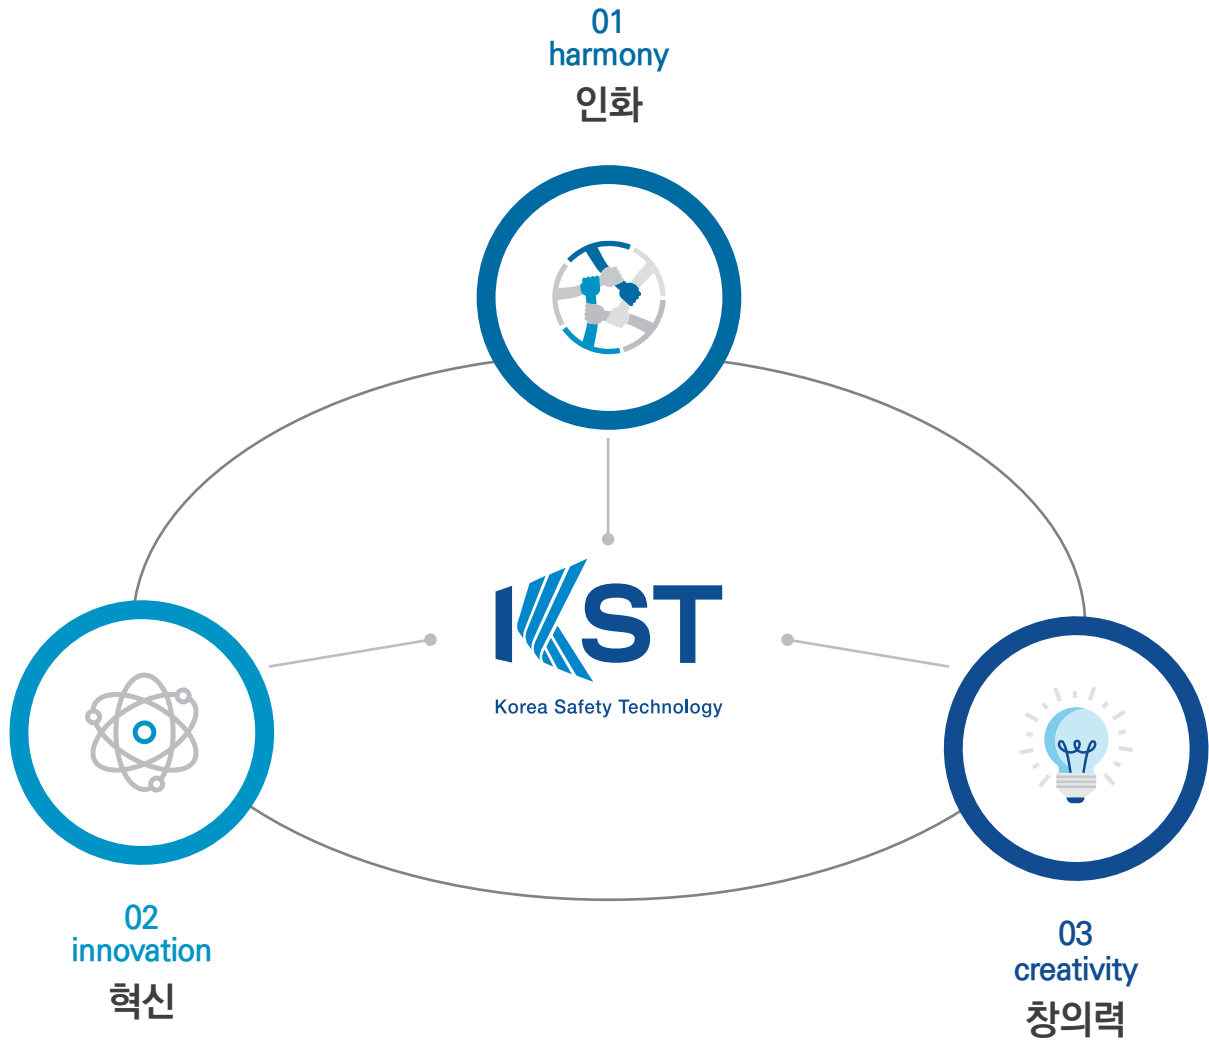 01
harmony
인화
KST
Korea Safety Technology
02
innovation
혁신
03
creativity
창의력